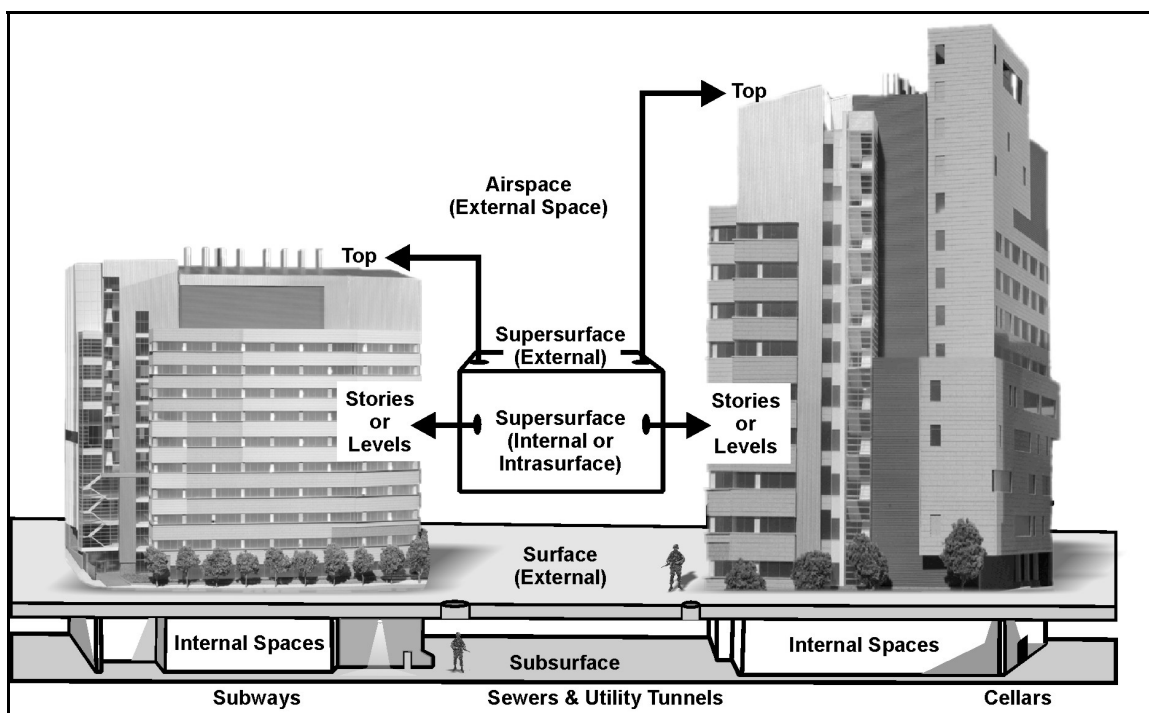 Top
Airspace
(External Space)
Top
Supersurface
(External)
Stories
or
Levels
Supersurface
(Internal or
Intrasurface)
Stories
or
Levels
Surface
(External)
Internal Spaces
Internal Spaces
Subsurface
Subways
Sewers & Utility Tunnels
Cellars